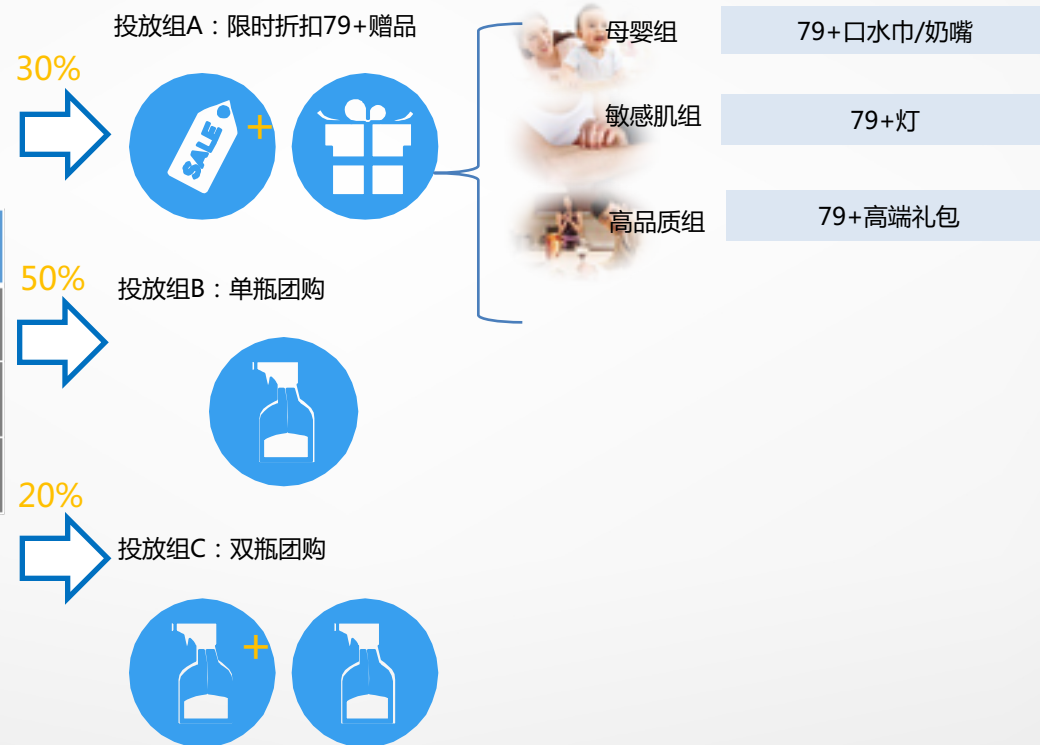 投放组A：限时折扣79+赠品
30%
SALE
+
母婴组
79+口水巾/奶嘴
敏感肌组
79+灯
高品质组
79+高端礼包
50%
投放组B：单瓶团购
20%
投放组C：双瓶团购
+